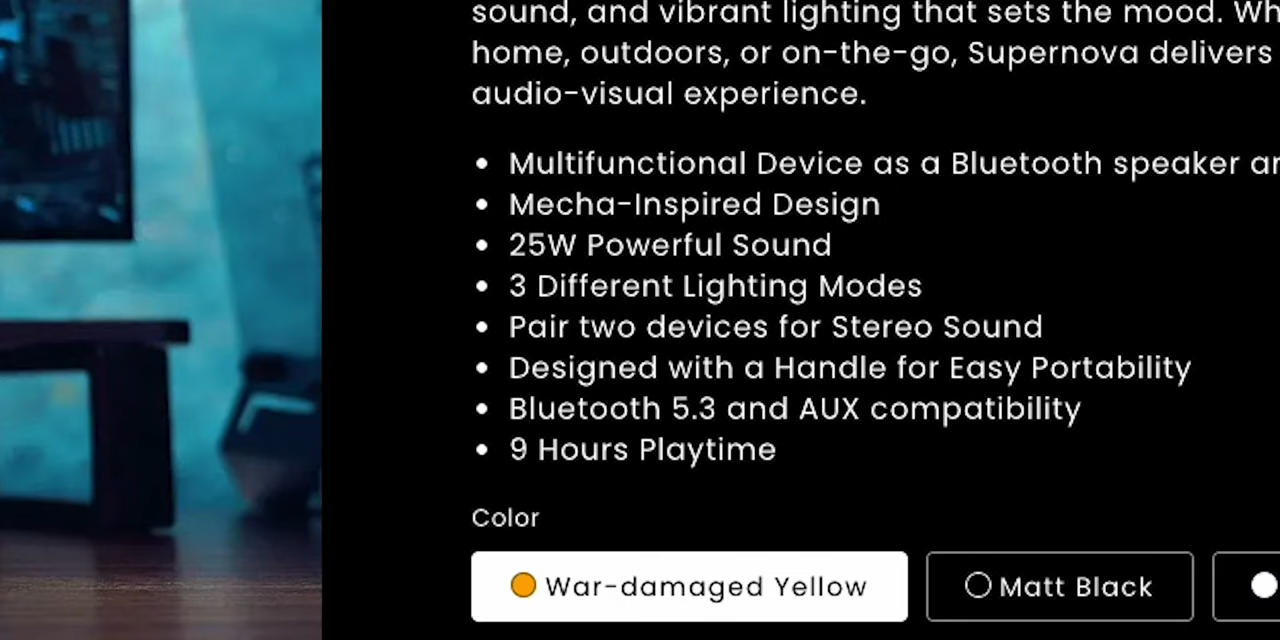 sound, and vibrant lighting that sets the mood. Wh
home, outdoors, or on-the-go, Supernova delivers
audio-visual experience.
• Multifunctional Device as a Bluetooth speaker an
• Mecha-Inspired Design
• 25W Powerful Sound
• 3 Different Lighting Modes
• Pair two devices for Stereo Sound
• Designed with a Handle for Easy Portability
• Bluetooth 5.3 and AUX compatibility
• 9 Hours Playtime
Color
War-damaged Yellow
Matt Black